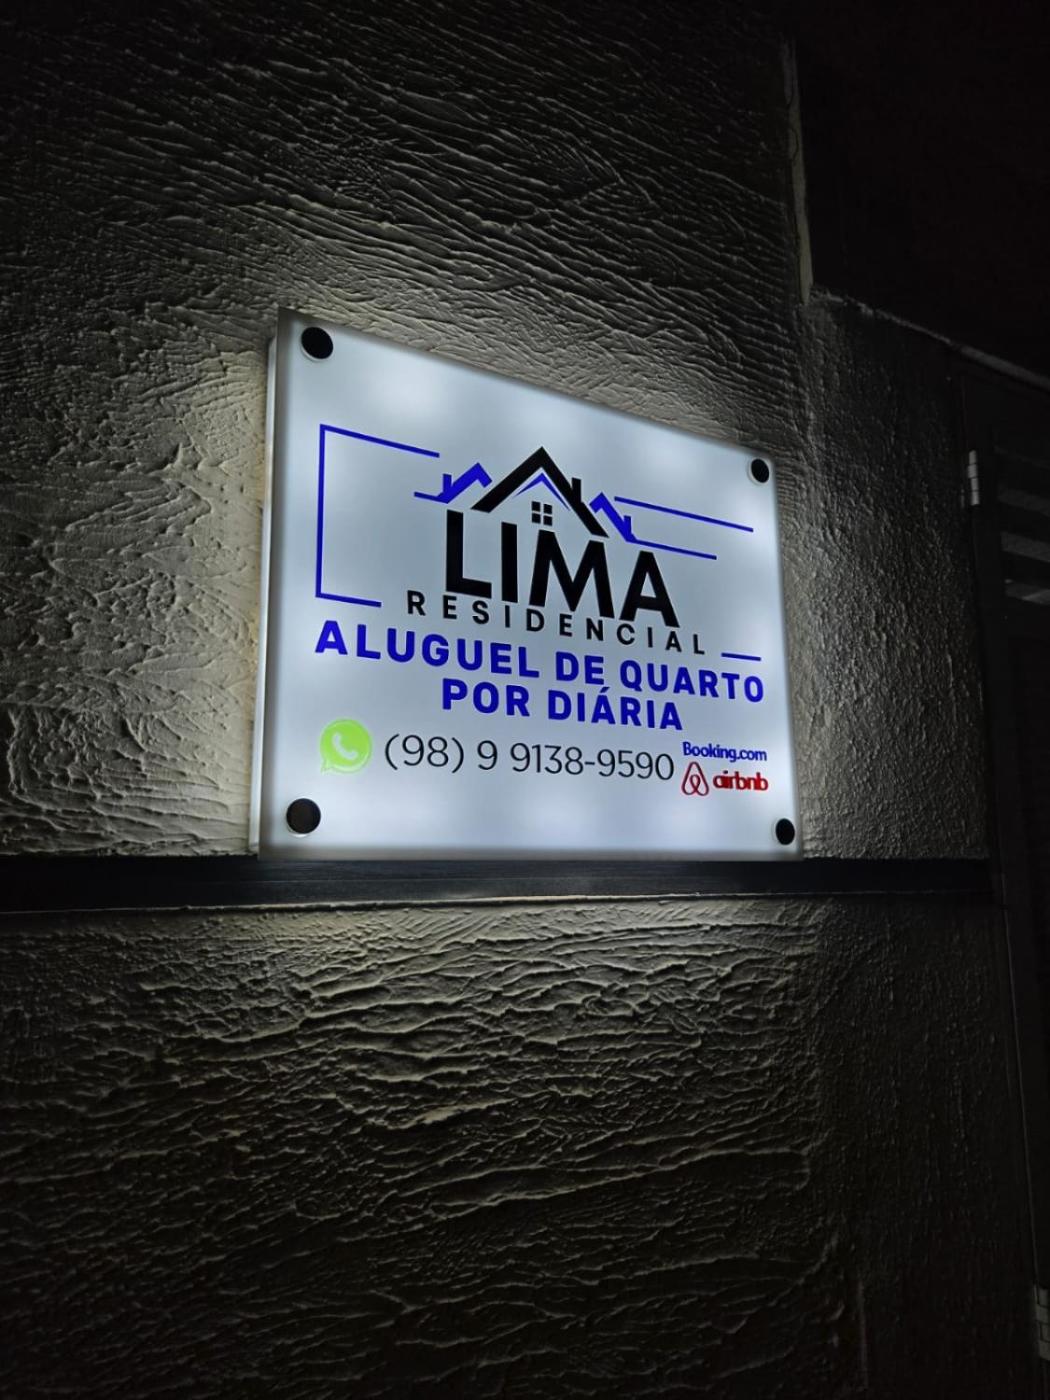 LIMA
RESIDENCIAL
ALUGUEL DE QUARTO
POR DIÁRIA
(98) 9 9138-9590
Booking.com
airbnb